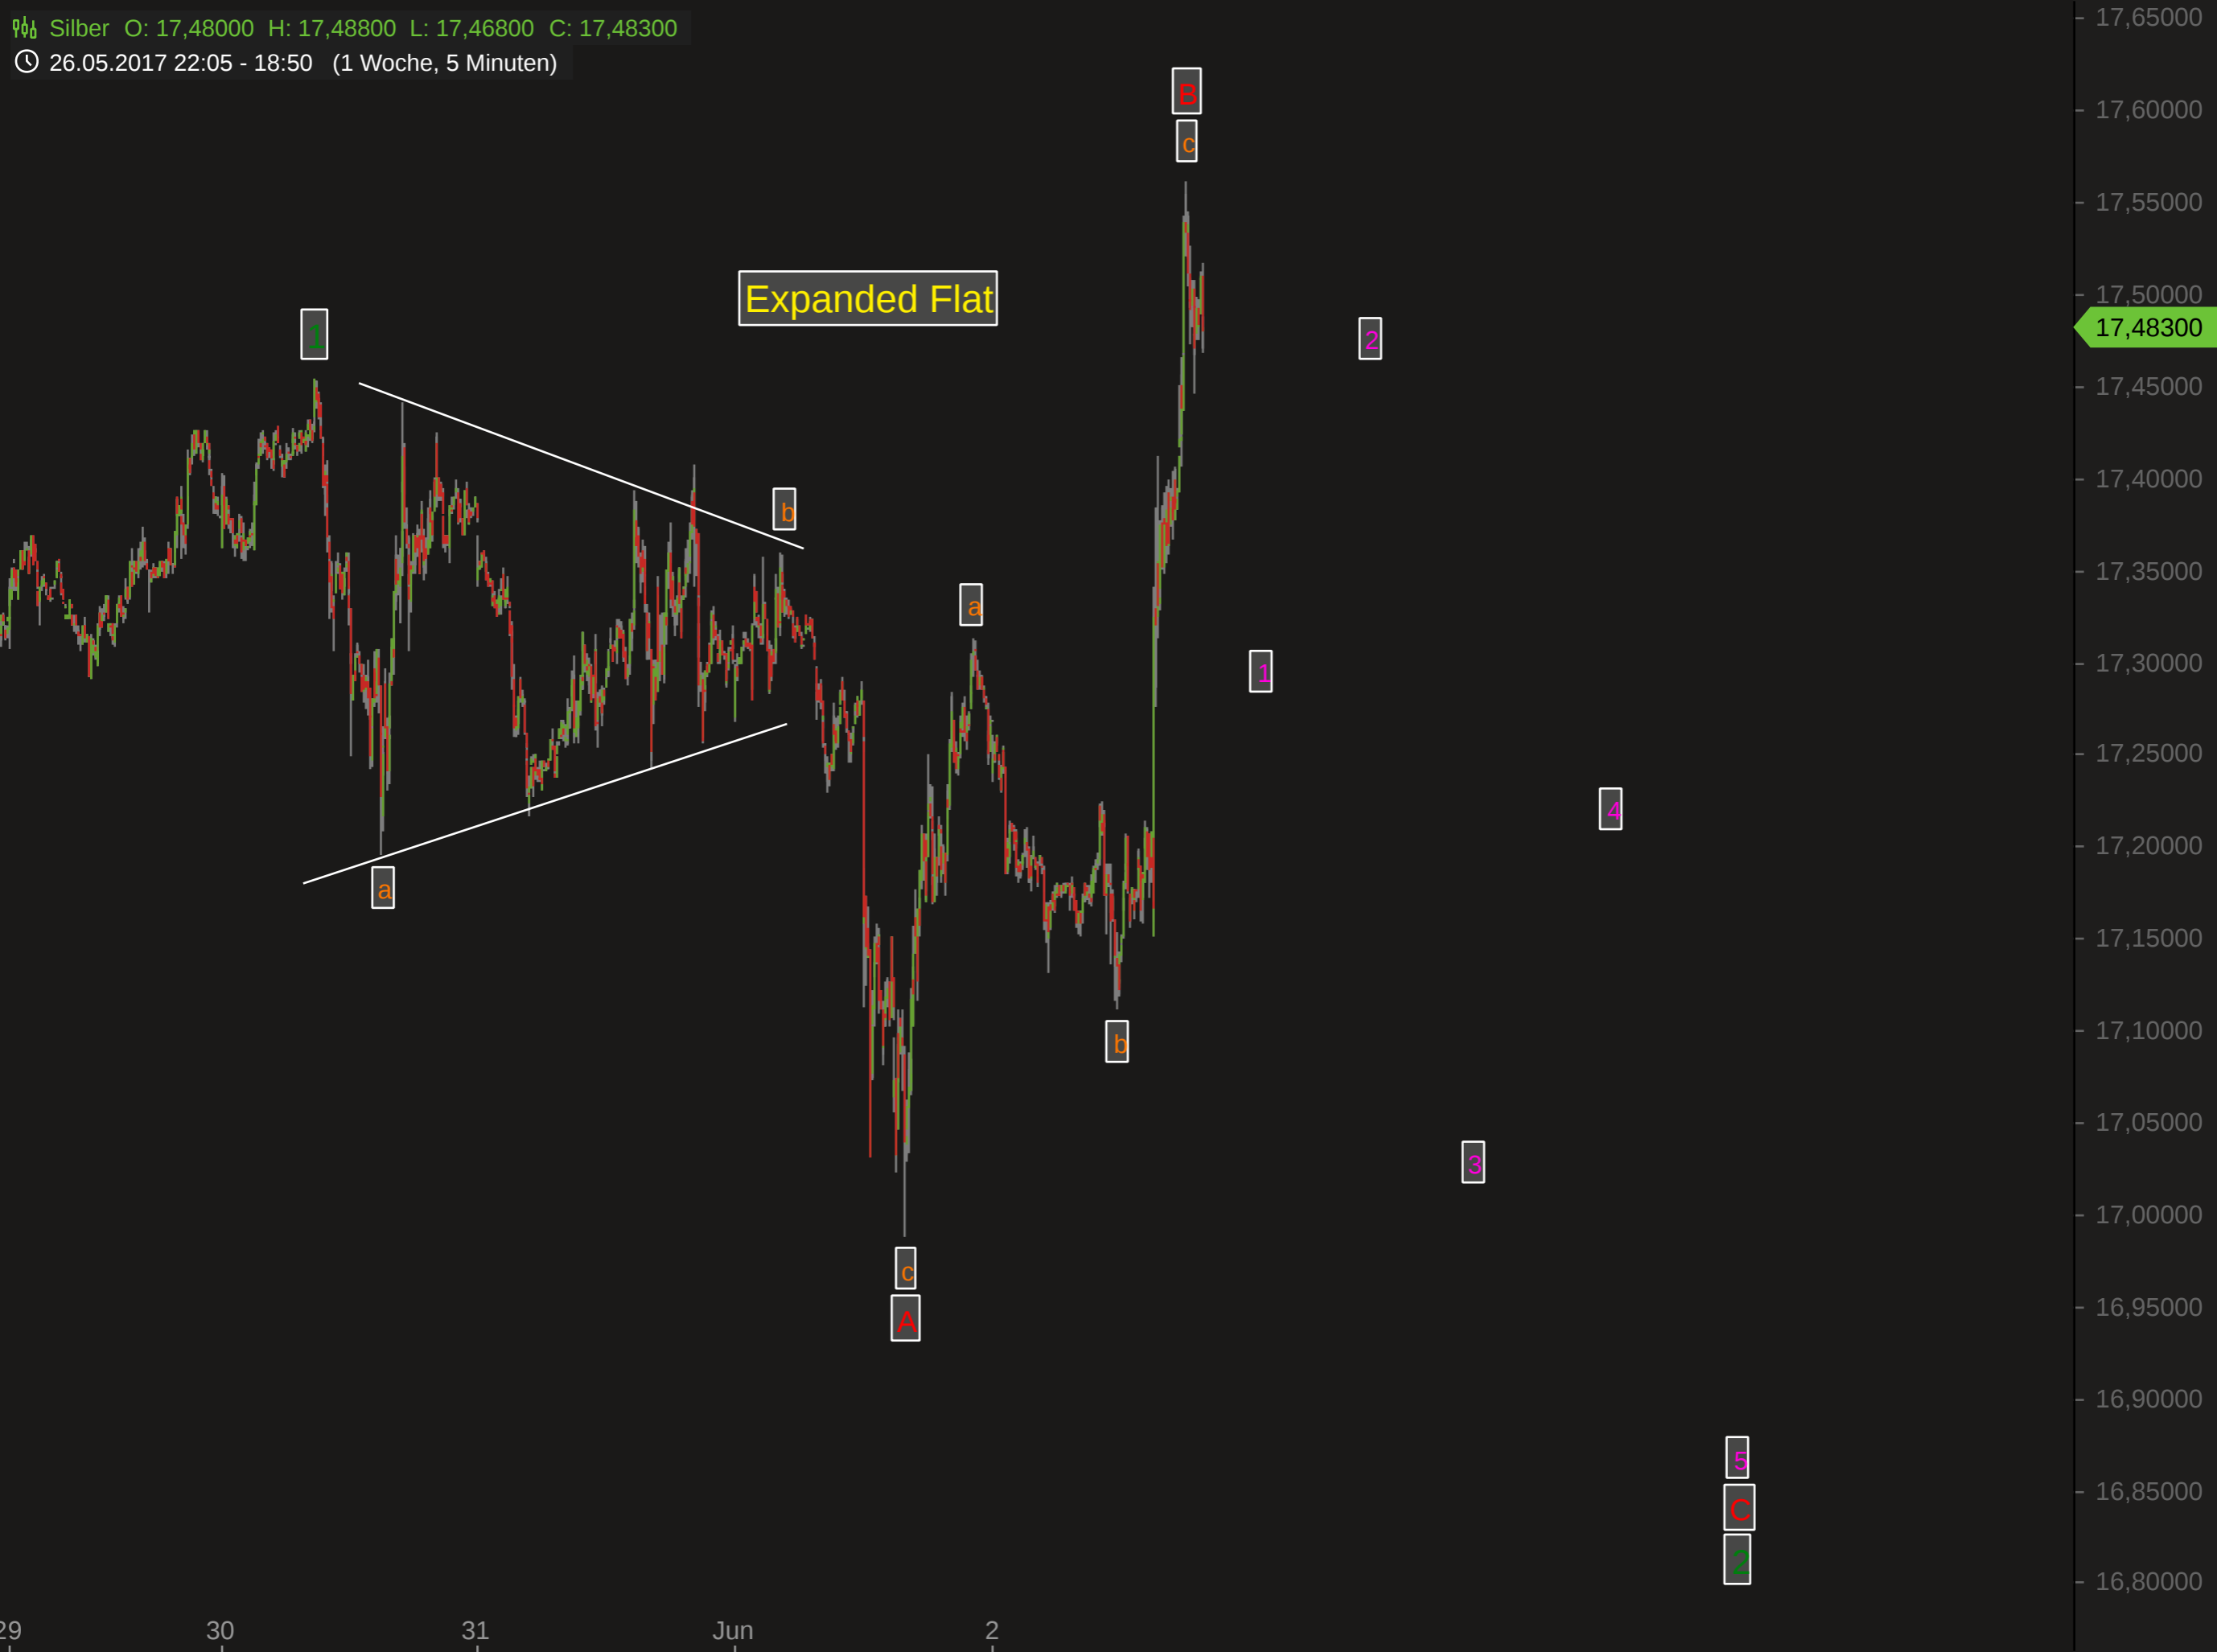 Silber O: 17,48000 H: 17,48800 L: 17,46800 C: 17,48300
26.05.2017 22:05 - 18:50 (1 Woche, 5 Minuten)
17,65000
B
17,60000
c
17,55000
Expanded Flat
17,50000
1
17,48300
2
17,45000
17,40000
b
17,35000
a
17,30000
1
17,25000
4
17,20000
a
17,15000
b
17,10000
17,05000
3
17,00000
c
16,95000
A
16,90000
5
16,85000
C
2
16,80000
29 30 31 Jun 2